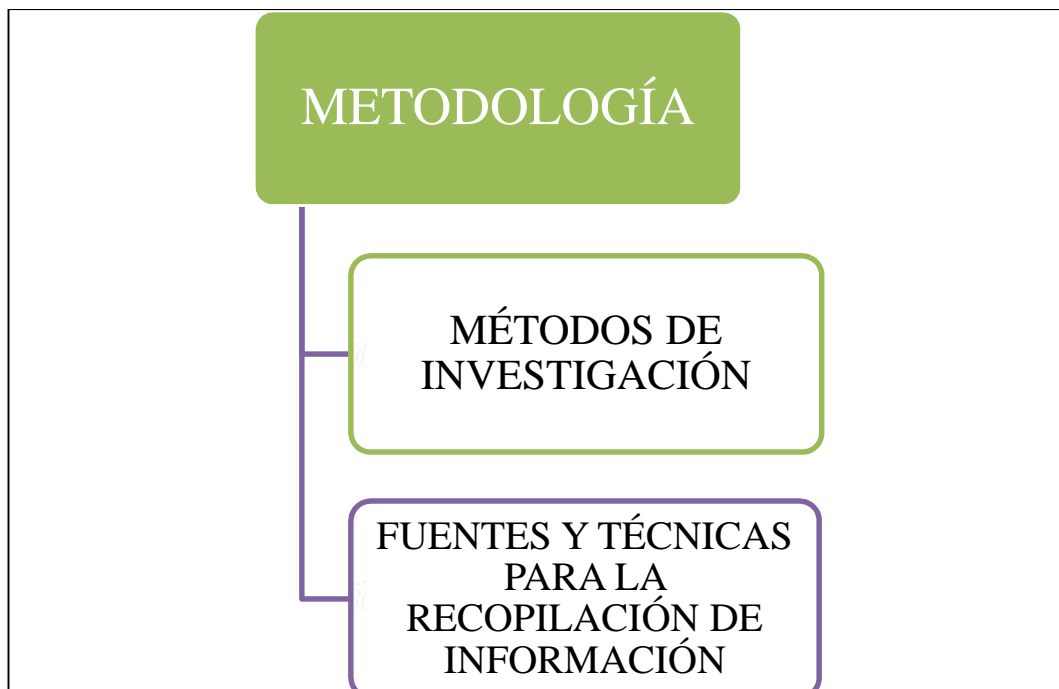 METODOLOGÍA
MÉTODOS DE
INVESTIGACIÓN
FUENTES Y TÉCNICAS
PARA LA
RECOPILACIÓN DE
INFORMACIÓN